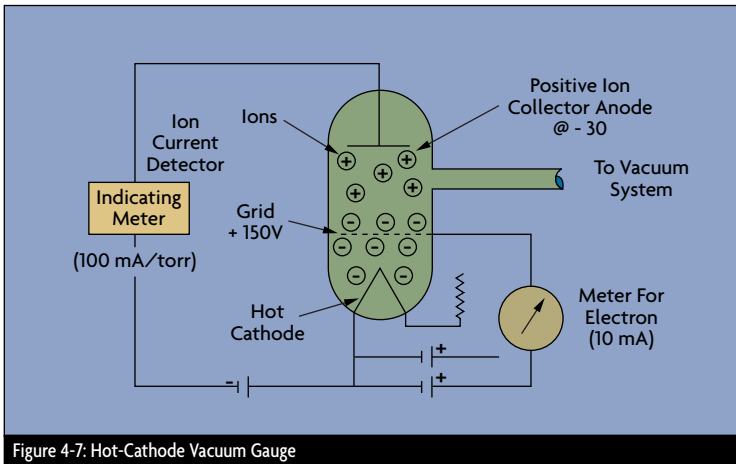 Positive Ion
Collector Anode
@ - 30
Ions
Ion
Current
Detector
To Vacuum
System
Indicating
Meter
Grid
+ 150V
(100 mA/torr)
Hot
Cathode
Meter For
Electron
(10 mA)
+
-
+
+
+
+
+
+
-
-
-
-
-
-
-
-
+
Figure 4-7: Hot-Cathode Vacuum Gauge